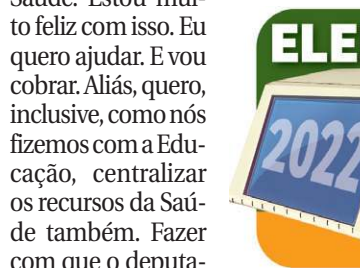 Saúde. Estou mui-
to feliz com isso. Eu
quero ajudar. E vou
cobrar. Aliás, quero,
inclusive, como nós
fizemos com a Edu-
cação, centralizar
os recursos da Saú-
de também. Fazer
com que o deputa-
ELE
2022